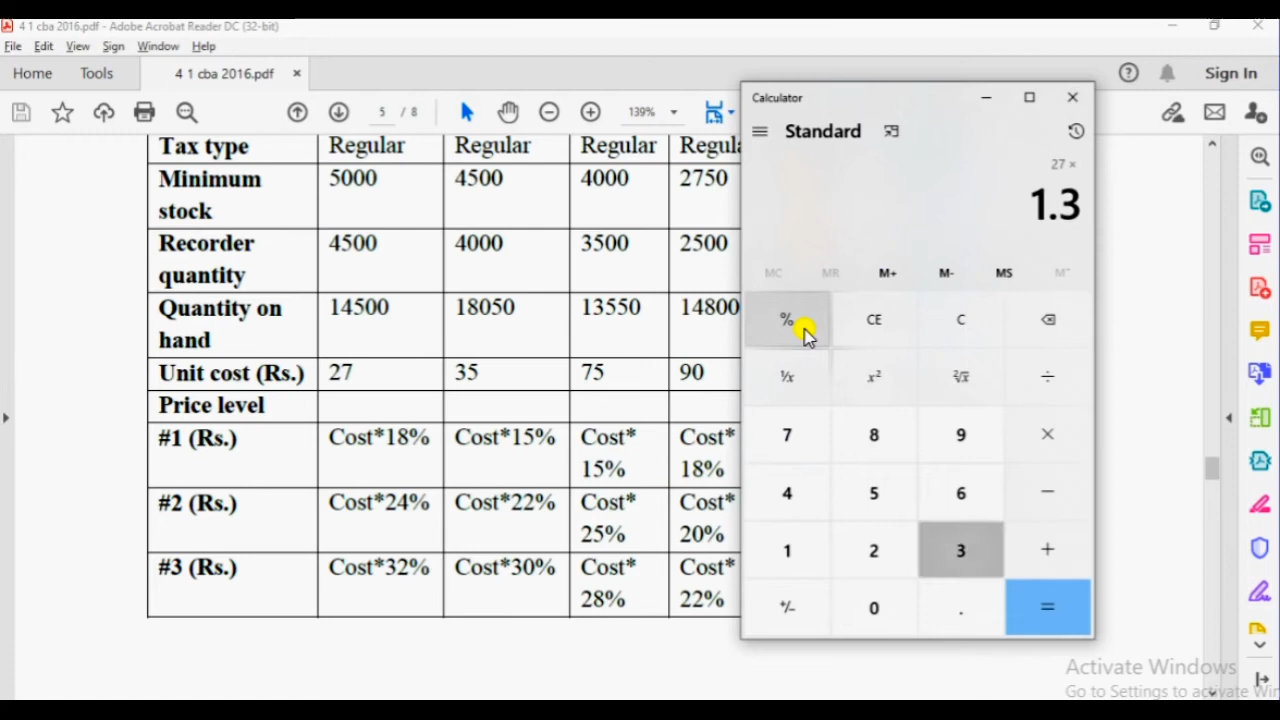 4 1 cba 2016.pdf - Adobe Acrobat Reader DC (32-bit)
File Edit View Sign Window Help
Home Tools 4 1 cba 2016.pdf × Sign In
5 / 8 139%
Tax type Regular Regular Regular
Minimum 5000 4500 4000 2750
stock
Recorder 4500 4000 3500 2500
quantity
Quantity on 14500 18050 13550 14800
hand
Unit cost (Rs.) 27 35 75 90
Price level
#1 (Rs.) Cost*18% Cost*15% Cost* Cost*
15% 18%
#2 (Rs.) Cost*24% Cost*22% Cost* Cost*
25% 20%
#3 (Rs.) Cost*32% Cost*30% Cost* Cost*
28% 22%
Calculator
Standard
27 ×
1.3
MC MR M+ M- MS M˅
% CE C
⅟x x² ²√x ÷
7 8 9 ×
4 5 6 −
1 2 3 +
+/− 0 . =
Activate Windows
Go to Settings to activate Win